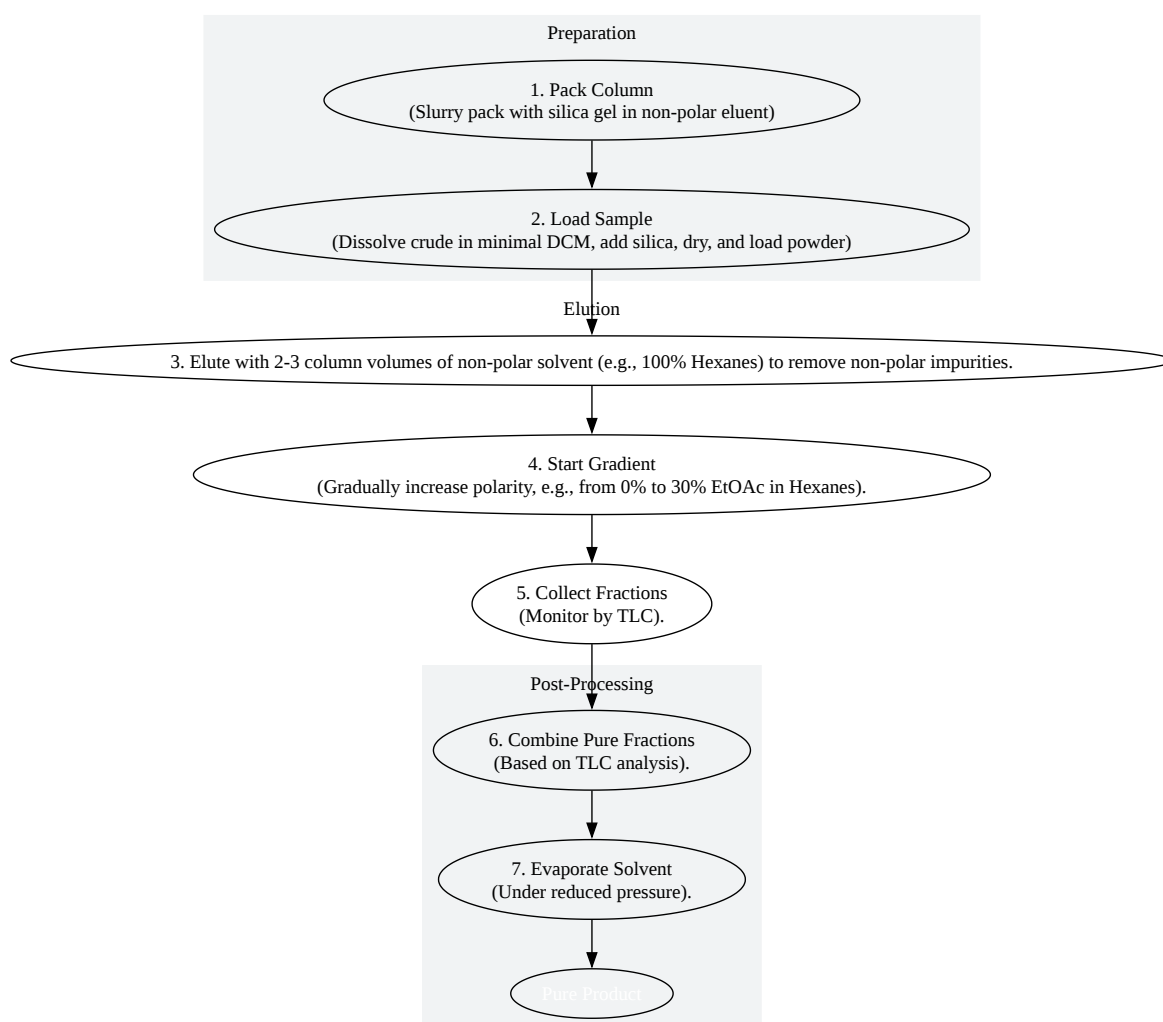 Preparation
1. Pack Column
(Slurry pack with silica gel in non-polar eluent)
2. Load Sample
(Dissolve crude in minimal DCM, add silica, dry, and load powder)
Elution
3. Elute with 2-3 column volumes of non-polar solvent (e.g., 100% Hexanes) to remove non-polar impurities.
4. Start Gradient
(Gradually increase polarity, e.g., from 0% to 30% EtOAc in Hexanes).
5. Collect Fractions
(Monitor by TLC).
Post-Processing
6. Combine Pure Fractions
(Based on TLC analysis).
7. Evaporate Solvent
(Under reduced pressure).
Pure Product